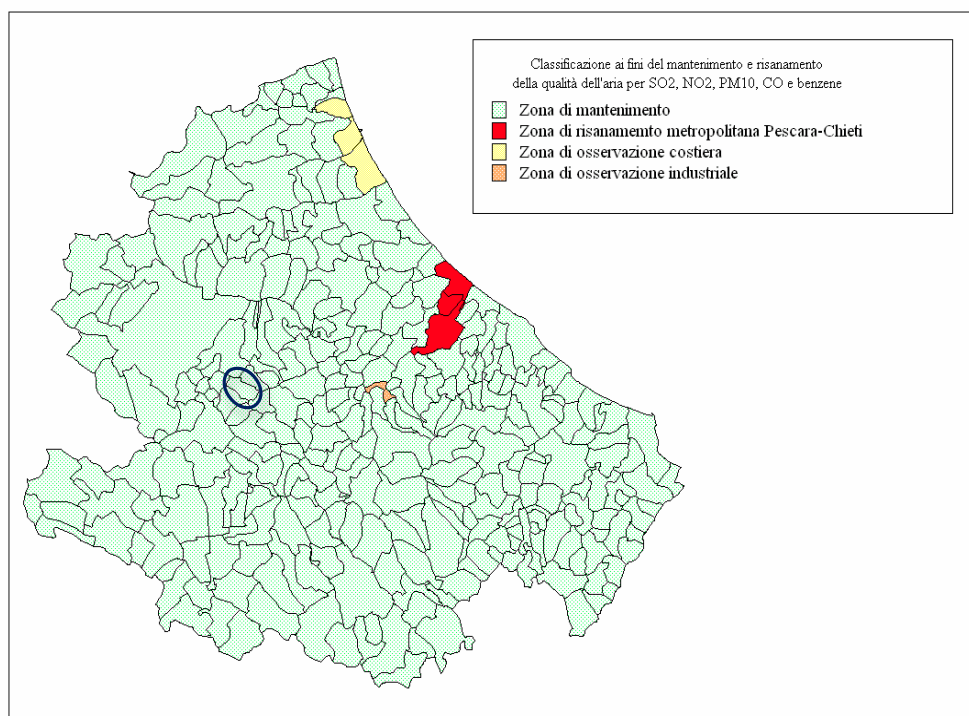 Classificazione ai fini del mantenimento e risanamento
della qualità dell'aria per SO2, NO2, PM10, CO e benzene
Zona di mantenimento
Zona di risanamemto metropolitana Pescara-Chieti
Zona di osservazione costiera
Zona di osservazione industriale